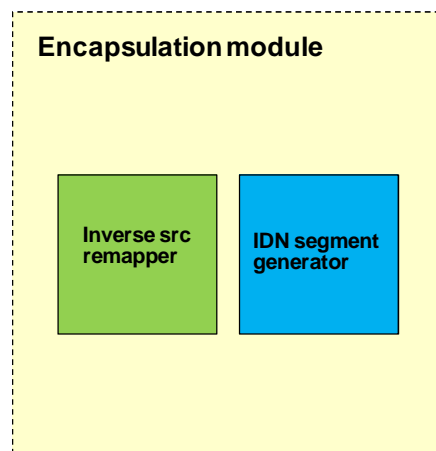 Encapsulation module
Inverse src
remapper
IDN segment
generator